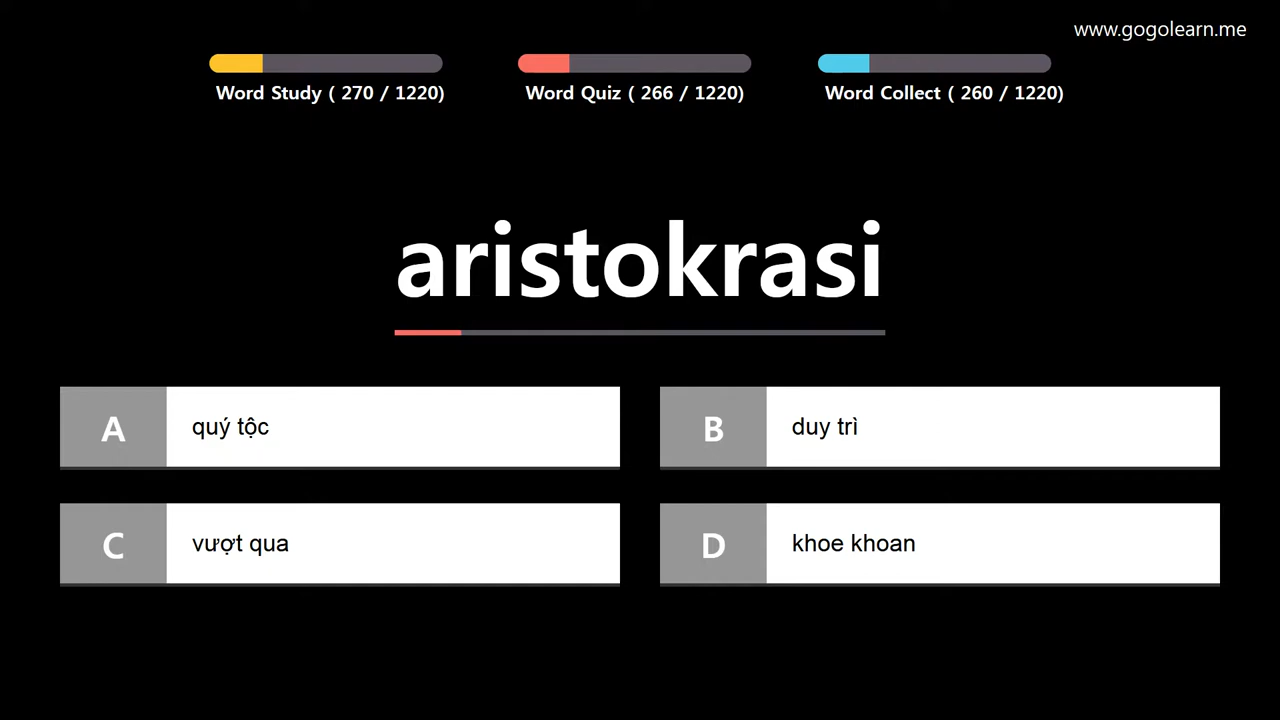 www.gogolearn.me
Word Study ( 270 / 1220)
Word Quiz ( 266 / 1220)
Word Collect ( 260 / 1220)
aristokrasi
A quý tộc
B duy trì
C vượt qua
D khoe khoan